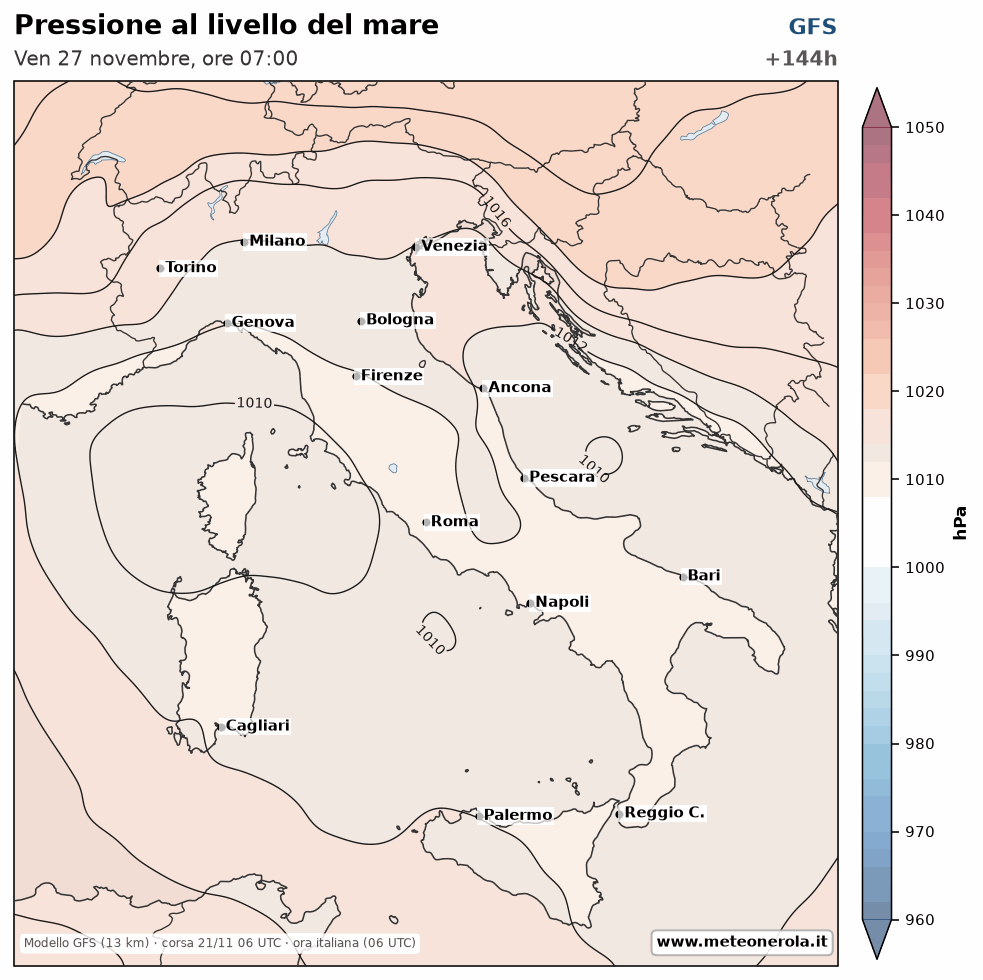 Pressione al livello del mare
GFS
Ven 27 novembre, ore 07:00
+144h
1050
1016
Milano
Venezia
1040
Torino
1030
Genova
Bologna
1012
Firenze
Ancona
1020
1010
1010
Pescara
1010
Roma
hPa
1000
Bari
Napoli
1010
990
Cagliari
980
Palermo
Reggio C.
970
960
Modello GFS (13 km) · corsa 21/11 06 UTC · ora italiana (06 UTC)
www.meteonerola.it